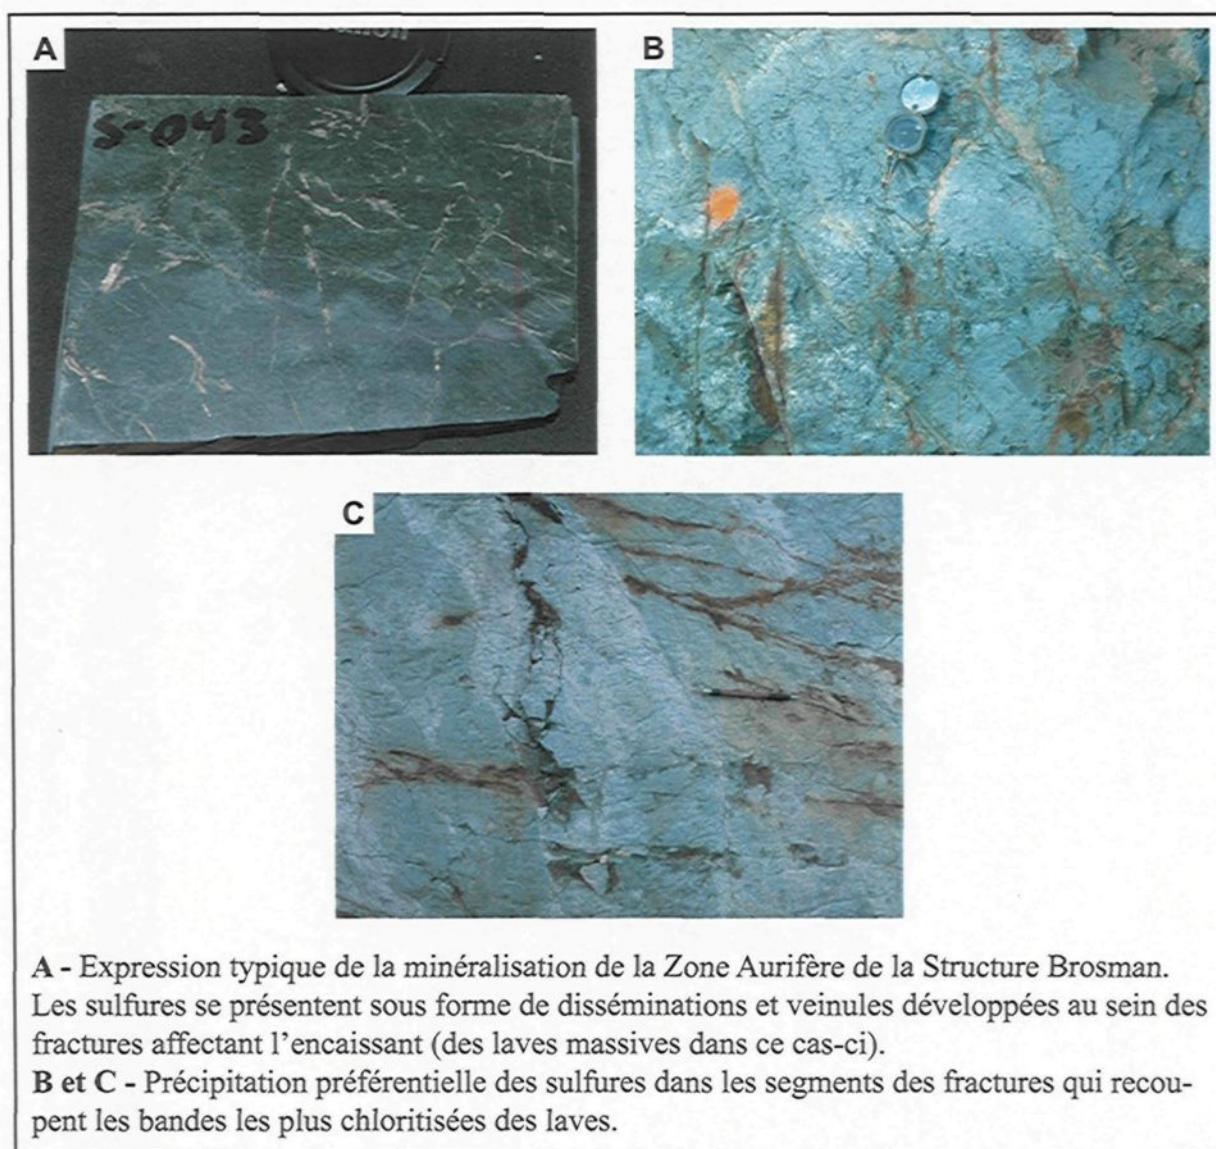 A
Canon
S-043
B
C
A - Expression typique de la minéralisation de la Zone Aurifère de la Structure Brosman.
Les sulfures se présentent sous forme de disséminations et veinules développées au sein des
fractures affectant l'encaissant (des laves massives dans ce cas-ci).
B et C - Précipitation préférentielle des sulfures dans les segments des fractures qui recou-
pent les bandes les plus chloritisées des laves.